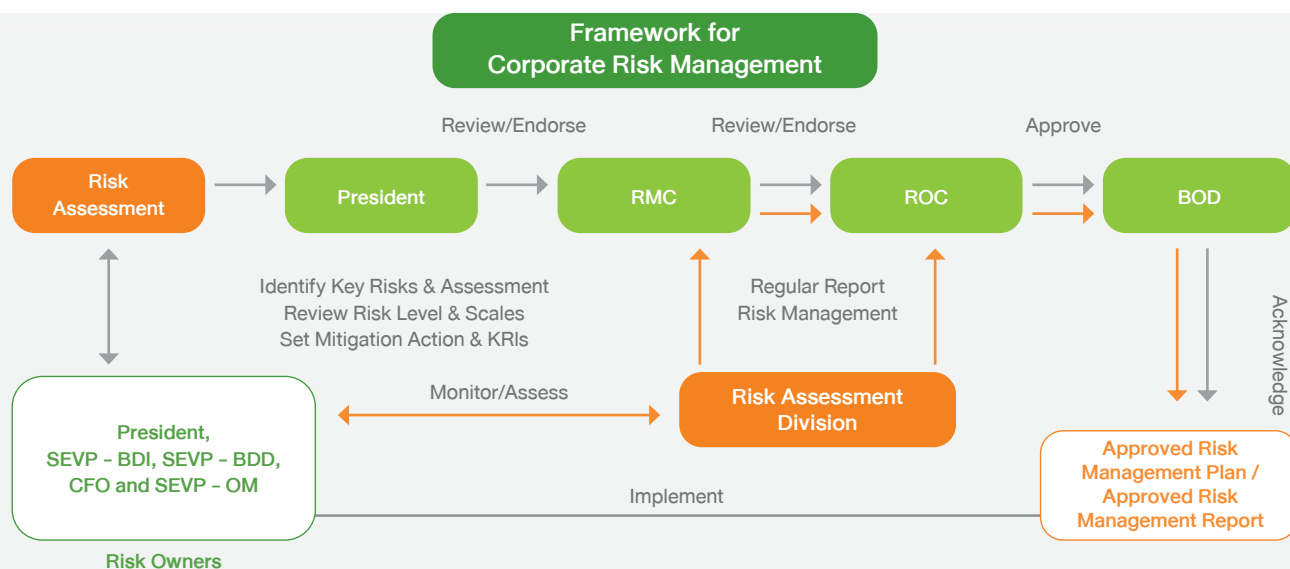 Framework for
Corporate Risk Management
Review/Endorse
Review/Endorse
Approve
Risk
Assessment
President
RMC
ROC
BOD
Identify Key Risks & Assessment
Review Risk Level & Scales
Set Mitigation Action & KRIs
Regular Report
Risk Management
Acknowledge
Monitor/Assess
Risk Assessment
Division
President,
SEVP – BDI, SEVP – BDD,
CFO and SEVP – OM
Implement
Approved Risk
Management Plan /
Approved Risk
Management Report
Risk Owners